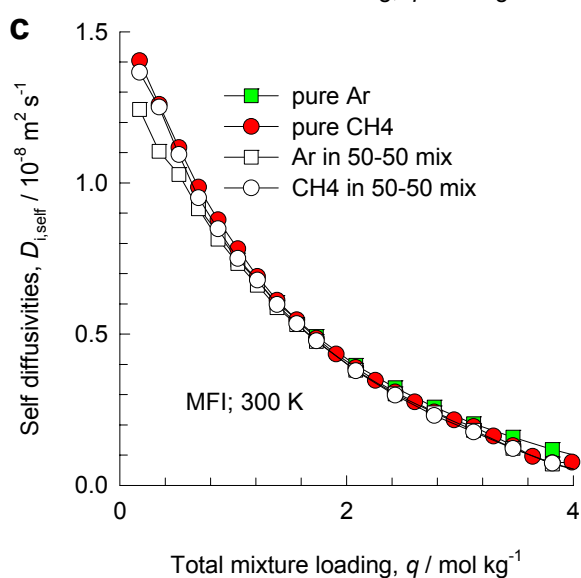 c
1.5
1.0
0.5
0.0
0
2
4
Self diffusivities, D i,self / 10⁻⁸ m² s⁻¹
pure Ar
pure CH4
Ar in 50-50 mix
CH4 in 50-50 mix
MFI; 300 K
Total mixture loading, q / mol kg⁻¹